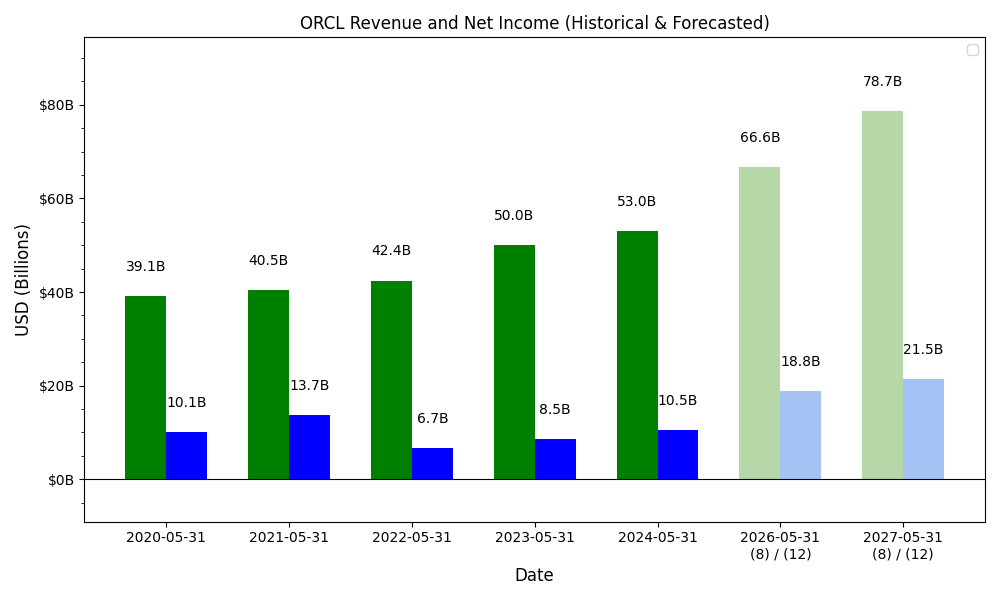 ORCL Revenue and Net Income (Historical & Forecasted)
USD (Billions)
$80B
$60B
$40B
$20B
$0B
39.1B
10.1B
40.5B
13.7B
42.4B
6.7B
50.0B
8.5B
53.0B
10.5B
66.6B
18.8B
78.7B
21.5B
2020-05-31
2021-05-31
2022-05-31
2023-05-31
2024-05-31
2026-05-31
(8) / (12)
2027-05-31
(8) / (12)
Date